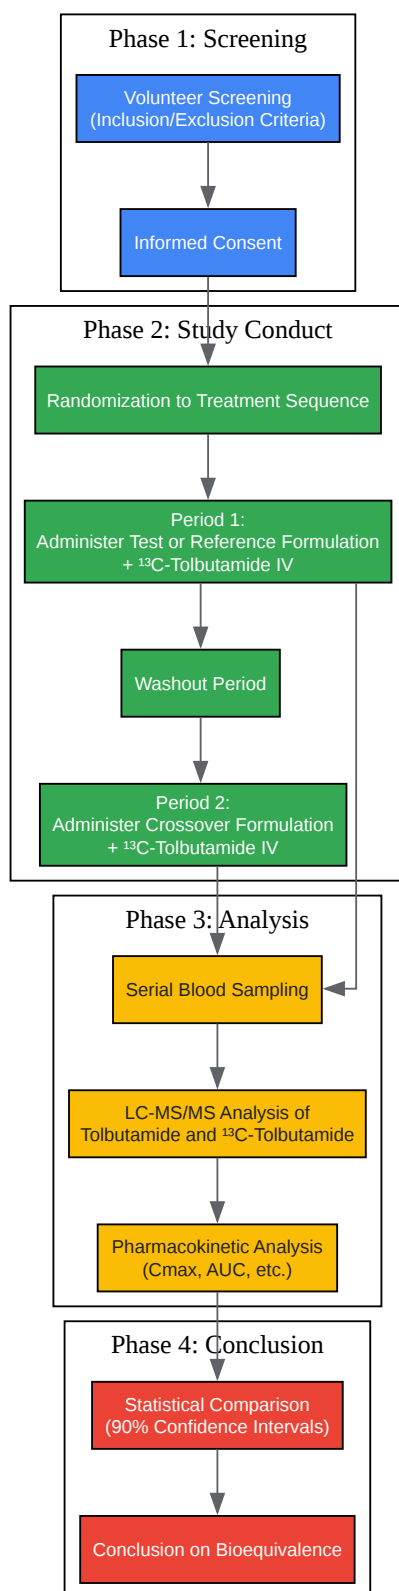 Phase 1: Screening
Volunteer Screening
(Inclusion/Exclusion Criteria)
Informed Consent
Phase 2: Study Conduct
Randomization to Treatment Sequence
Period 1:
Administer Test or Reference Formulation
+ ¹³C-Tolbutamide IV
Washout Period
Period 2:
Administer Crossover Formulation
+ ¹³C-Tolbutamide IV
Phase 3: Analysis
Serial Blood Sampling
LC-MS/MS Analysis of
Tolbutamide and ¹³C-Tolbutamide
Pharmacokinetic Analysis
(Cmax, AUC, etc.)
Phase 4: Conclusion
Statistical Comparison
(90% Confidence Intervals)
Conclusion on Bioequivalence